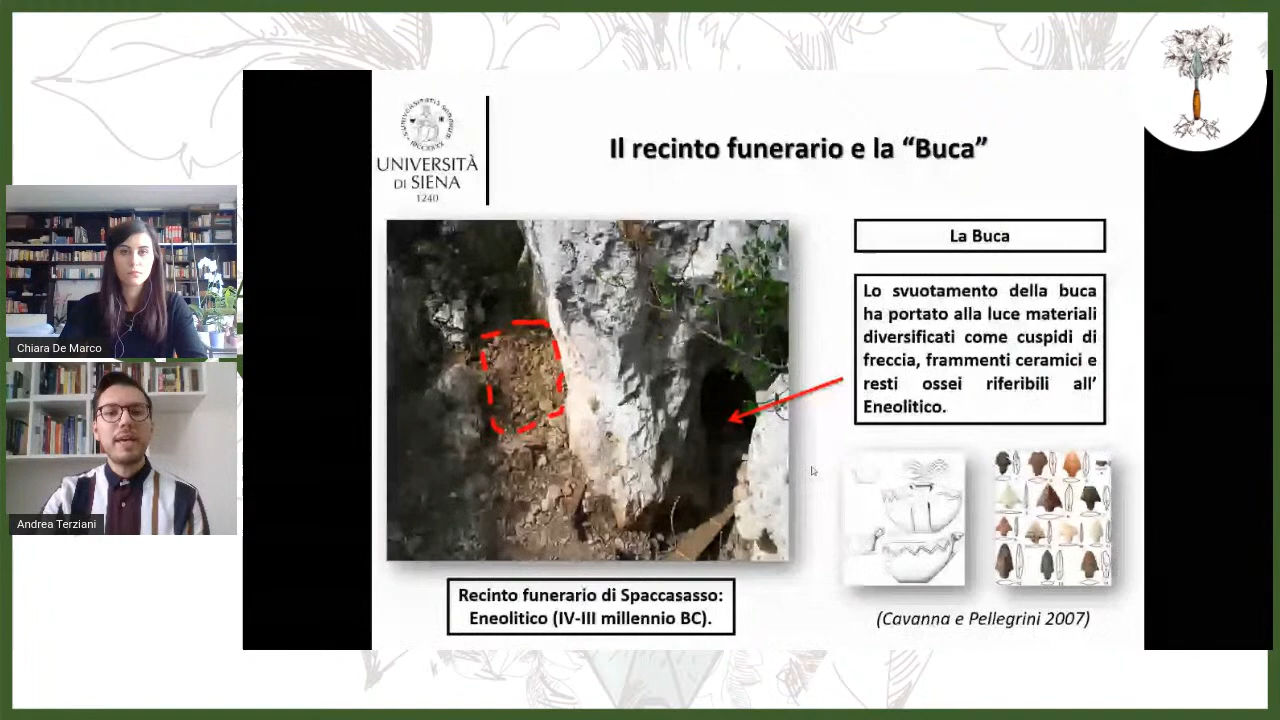 UNIVERSITÀ
DI SIENA
1240
Il recinto funerario e la “Buca”
La Buca
Lo svuotamento della buca
ha portato alla luce materiali
diversificati come cuspidi di
freccia, frammenti ceramici e
resti ossei riferibili all’
Eneolitico.
Recinto funerario di Spaccasasso:
Eneolitico (IV-III millennio BC).
(Cavanna e Pellegrini 2007)
Chiara De Marco
Andrea Terziani